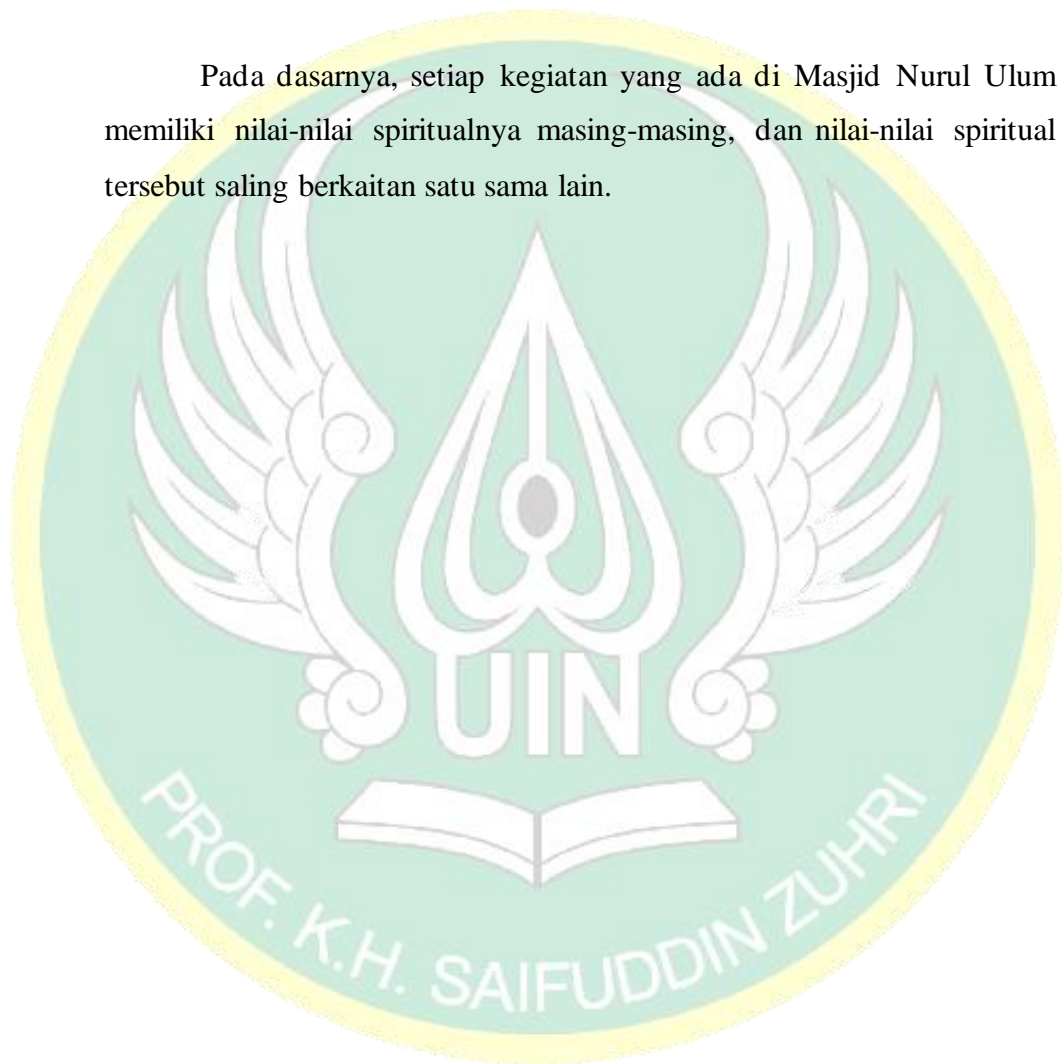 Pada dasarnya, setiap kegiatan yang ada di Masjid Nurul Ulum
memiliki nilai-nilai spiritualnya masing-masing, dan nilai-nilai spiritual
tersebut saling berkaitan satu sama lain.
UIN
PROF. K.H. SAIFUDDIN ZUHRI